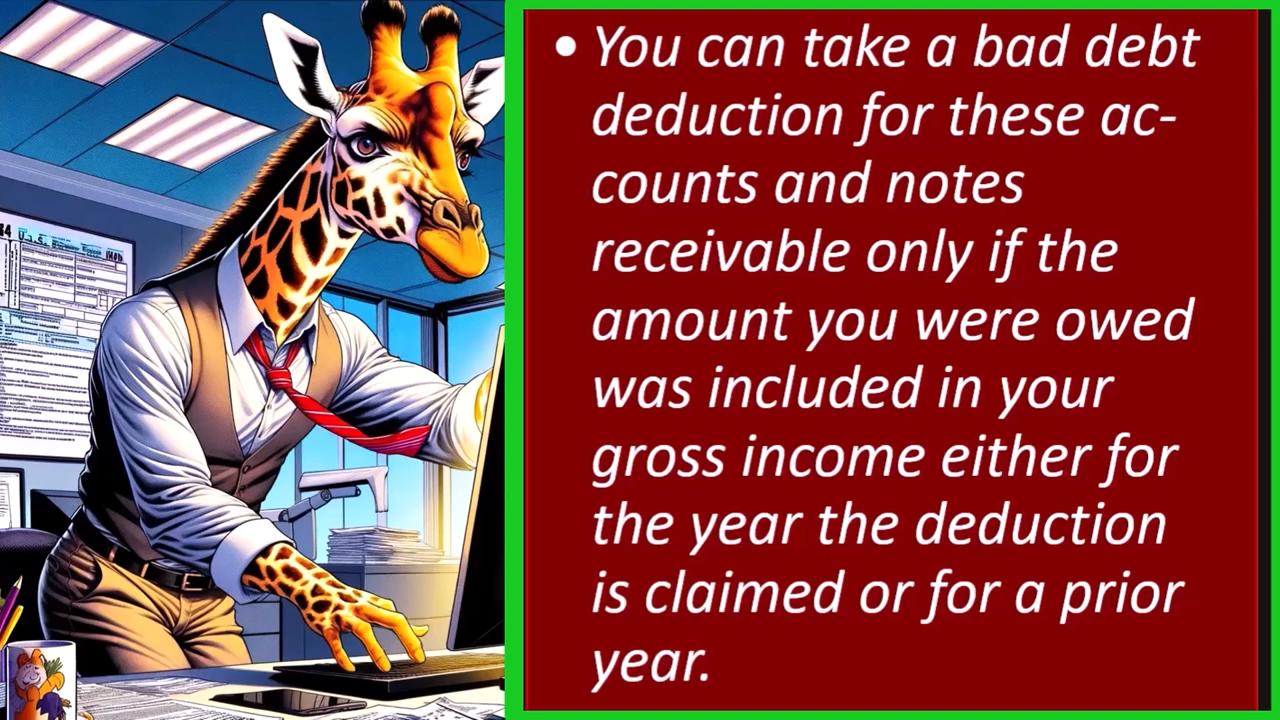 • You can take a bad debt
deduction for these ac-
counts and notes
receivable only if the
amount you were owed
was included in your
gross income either for
the year the deduction
is claimed or for a prior
year.